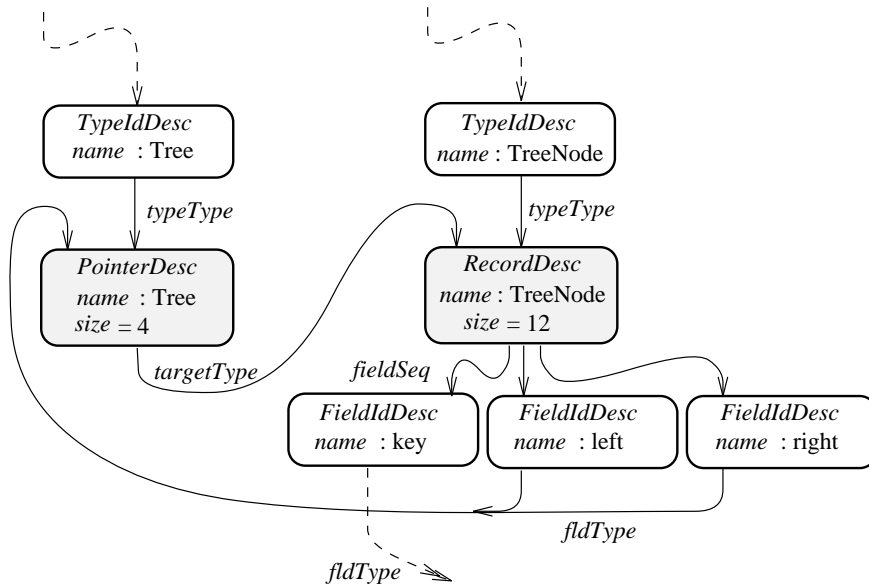 TypeIdDesc
name : Tree
TypeIdDesc
name : TreeNode
typeType
typeType
PointerDesc
name : Tree
size = 4
RecordDesc
name : TreeNode
size = 12
targetType
fieldSeq
FieldIdDesc
name : key
FieldIdDesc
name : left
FieldIdDesc
name : right
fldType
fldType